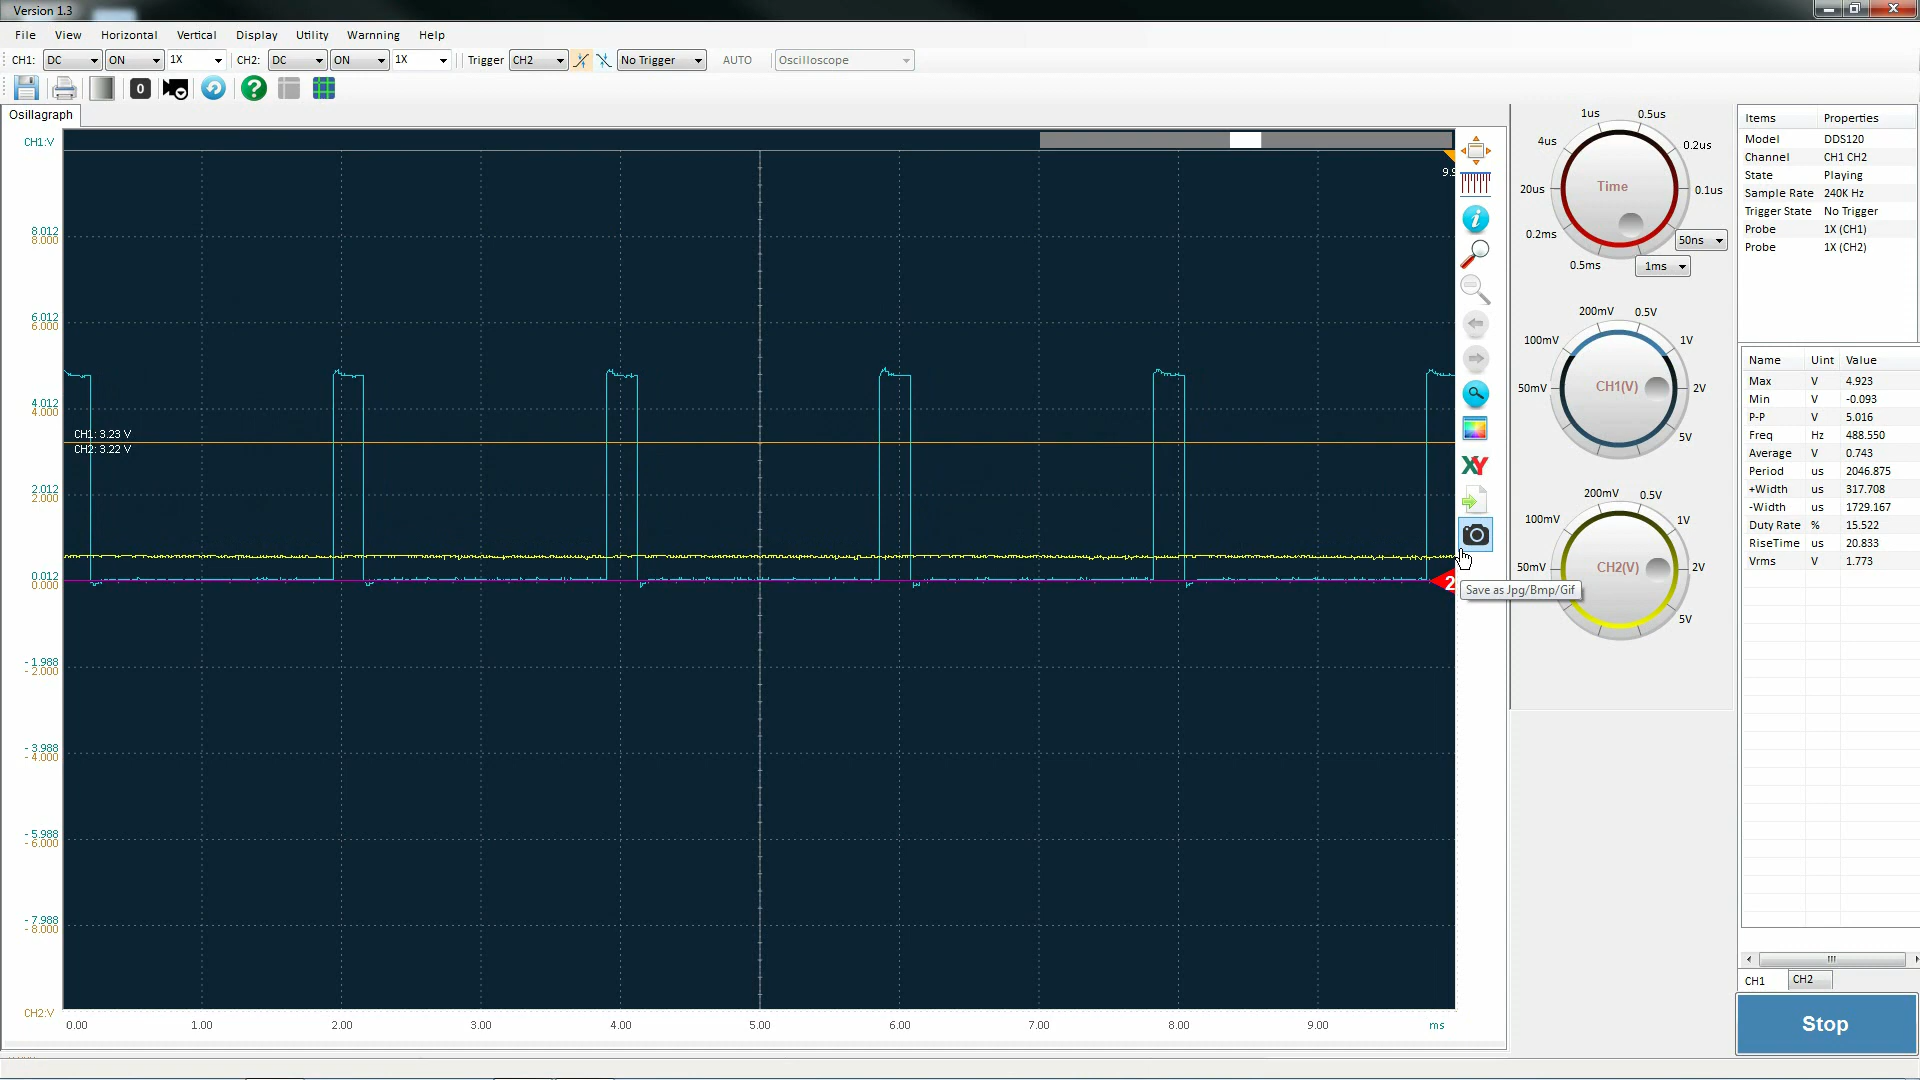 Version 1.3
File View Horizontal Vertical Display Utility Warnning Help
CH1: DC ON 1X CH2: DC ON 1X Trigger CH2 No Trigger AUTO Oscilloscope
0
Osillagraph
CH1:V
8.012
8.000
6.012
6.000
4.012
4.000
CH1: 3.23 V
CH2: 3.22 V
2.012
2.000
0.012
0.000
-1.988
-2.000
-3.988
-4.000
-5.988
-6.000
-7.988
-8.000
CH2:V
0.00 1.00 2.00 3.00 4.00 5.00 6.00 7.00 8.00 9.00 ms
XY
2
Save as Jpg/Bmp/Gif
1us 0.5us
4us 0.2us
20us Time 0.1us
0.2ms 50ns
0.5ms 1ms
200mV 0.5V
100mV 1V
50mV CH1(V) 2V
5V
200mV 0.5V
100mV 1V
50mV CH2(V) 2V
5V
Items Properties
Model DDS120
Channel CH1 CH2
State Playing
Sample Rate 240K Hz
Trigger State No Trigger
Probe 1X (CH1)
Probe 1X (CH2)
Name Uint Value
Max V 4.923
Min V -0.093
P-P V 5.016
Freq Hz 488.550
Average V 0.743
Period us 2046.875
+Width us 317.708
-Width us 1729.167
Duty Rate % 15.522
RiseTime us 20.833
Vrms V 1.773
CH1 CH2
Stop